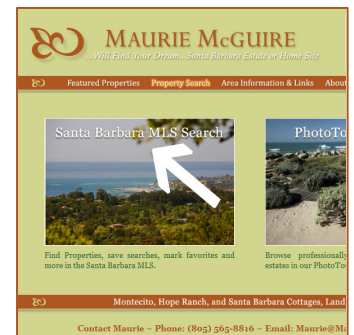 MAURIE MCGUIRE
...Will Find Your Dream...Santa Barbara Estate or Home Site
Featured Properties Property Search Area Information & Links About
Santa Barbara MLS Search
PhotoTo
Find Properties, save searches, mark favorites and
more in the Santa Barbara MLS.
Browse professionally
estates in our PhotoTou
Montecito, Hope Ranch, and Santa Barbara Cottages, Land
Contact Maurie ~ Phone: (805) 565-8816 ~ Email: Maurie@Ma